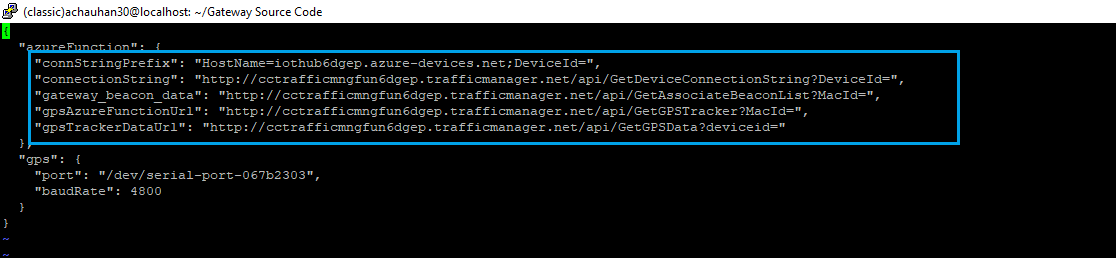 (classic)achauhan30@localhost: ~/Gateway Source Code
{
"azureFunction": {
"connStringPrefix": "HostName=iothub6dgep.azure-devices.net;DeviceId=",
"connectionString": "http://cctrafficmngfun6dgep.trafficmanager.net/api/GetDeviceConnectionString?DeviceId=",
"gateway_beacon_data": "http://cctrafficmngfun6dgep.trafficmanager.net/api/GetAssociateBeaconList?MacId=",
"gpsAzureFunctionUrl": "http://cctrafficmngfun6dgep.trafficmanager.net/api/GetGPSTracker?MacId=",
"gpsTrackerDataUrl": "http://cctrafficmngfun6dgep.trafficmanager.net/api/GetGPSData?deviceid="
},
"gps": {
"port": "/dev/serial-port-067b2303",
"baudRate": 4800
}
}
~
~